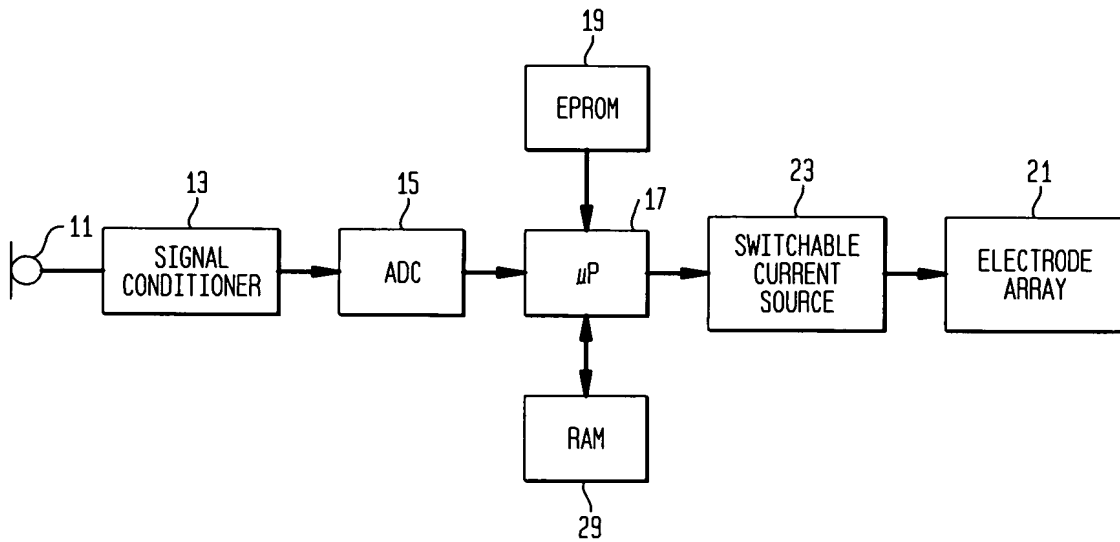 19
EPROM
11
13
SIGNAL
CONDITIONER
15
ADC
17
µP
23
SWITCHABLE
CURRENT
SOURCE
21
ELECTRODE
ARRAY
RAM
29